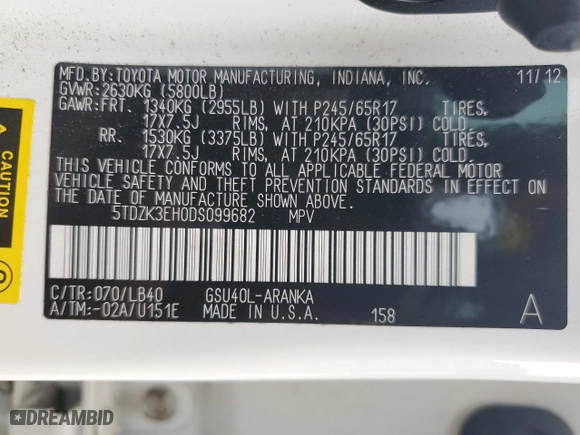 MFD. BY: TOYOTA MOTOR MANUFACTURING, INDIANA, INC. 11/12
GVWR: 2630KG (5800LB)
GAWR: FRT. 1340KG (2955LB) WITH P245/65R17 TIRES,
17X7.5J RIMS, AT 210KPA (30PSI) COLD.
RR. 1530KG (3375LB) WITH P245/65R17 TIRES,
17X7.5J RIMS, AT 210KPA (30PSI) COLD.
THIS VEHICLE CONFORMS TO ALL APPLICABLE FEDERAL MOTOR
VEHICLE SAFETY AND THEFT PREVENTION STANDARDS IN EFFECT ON
THE DATE OF MANUFACTURE SHOWN ABOVE.
5TDZK3EH0DS099682 MPV
C/TR: 070/LB40 GSU40L-ARANKA
A/TM: -02A/U151E MADE IN U.S.A. 158 A
CAUTION
DREAMBID